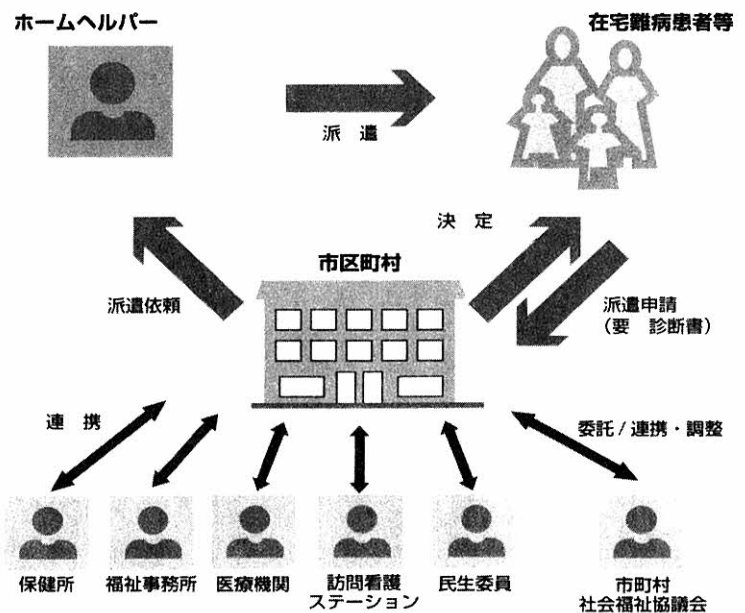 ホームヘルパー
在宅難病患者等
派 遣
決 定
市区町村
派遣依頼
派遣申請
(要 診断書)
連 携
委託/連携・調整
保健所
福祉事務所
医療機関
訪問看護
ステーション
民生委員
市町村
社会福祉協議会